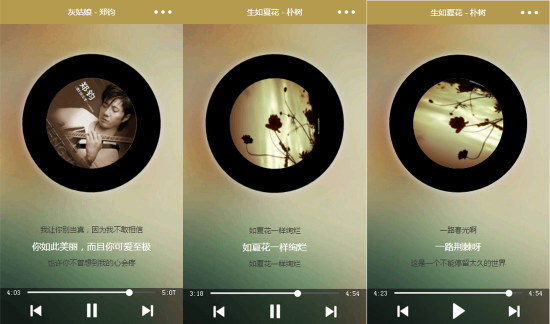 灰姑娘 - 郑钧
郑钧
我让你别当真，因为我不敢相信
你如此美丽，而且你可爱至极
也许你不曾想到我的心会疼
4:03
5:07
生如夏花 - 朴树
如夏花一样绚烂
如夏花一样绚烂
如夏花一样绚烂
3:18
4:54
生如夏花 - 朴树
一路春光啊
一路荆棘呀
这是一个不能停留太久的世界
4:23
4:54